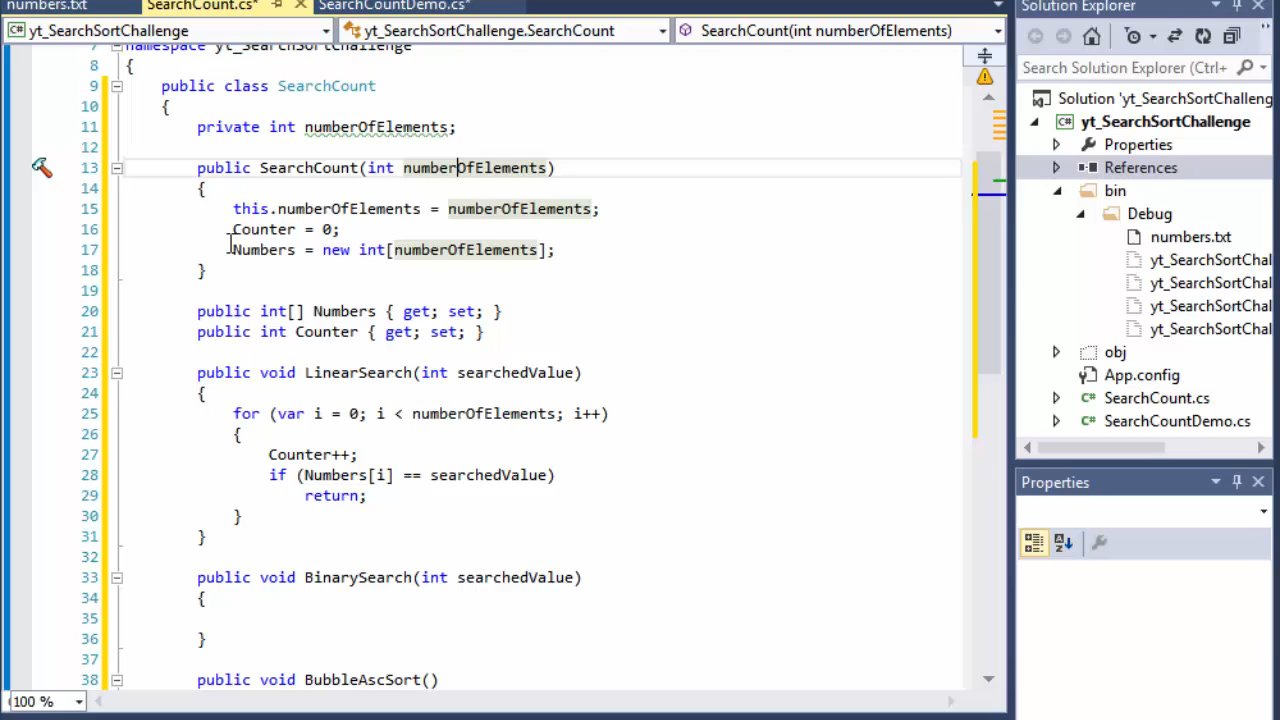 numbers.txt SearchCount.cs* SearchCountDemo.cs*
yt_SearchSortChallenge yt_SearchSortChallenge.SearchCount SearchCount(int numberOfElements)
7 namespace yt_SearchSortChallenge
8 {
9 public class SearchCount
10 {
11 private int numberOfElements;
12
13 public SearchCount(int numberOfElements)
14 {
15 this.numberOfElements = numberOfElements;
16 Counter = 0;
17 Numbers = new int[numberOfElements];
18 }
19
20 public int[] Numbers { get; set; }
21 public int Counter { get; set; }
22
23 public void LinearSearch(int searchedValue)
24 {
25 for (var i = 0; i < numberOfElements; i++)
26 {
27 Counter++;
28 if (Numbers[i] == searchedValue)
29 return;
30 }
31 }
32
33 public void BinarySearch(int searchedValue)
34 {
35
36 }
37
38 public void BubbleAscSort()
100 %
Solution Explorer
Search Solution Explorer (Ctrl+
Solution 'yt_SearchSortChalleng
C# yt_SearchSortChallenge
Properties
References
bin
Debug
numbers.txt
yt_SearchSortChal
yt_SearchSortChal
yt_SearchSortChal
yt_SearchSortChal
obj
App.config
C# SearchCount.cs
C# SearchCountDemo.cs
Properties